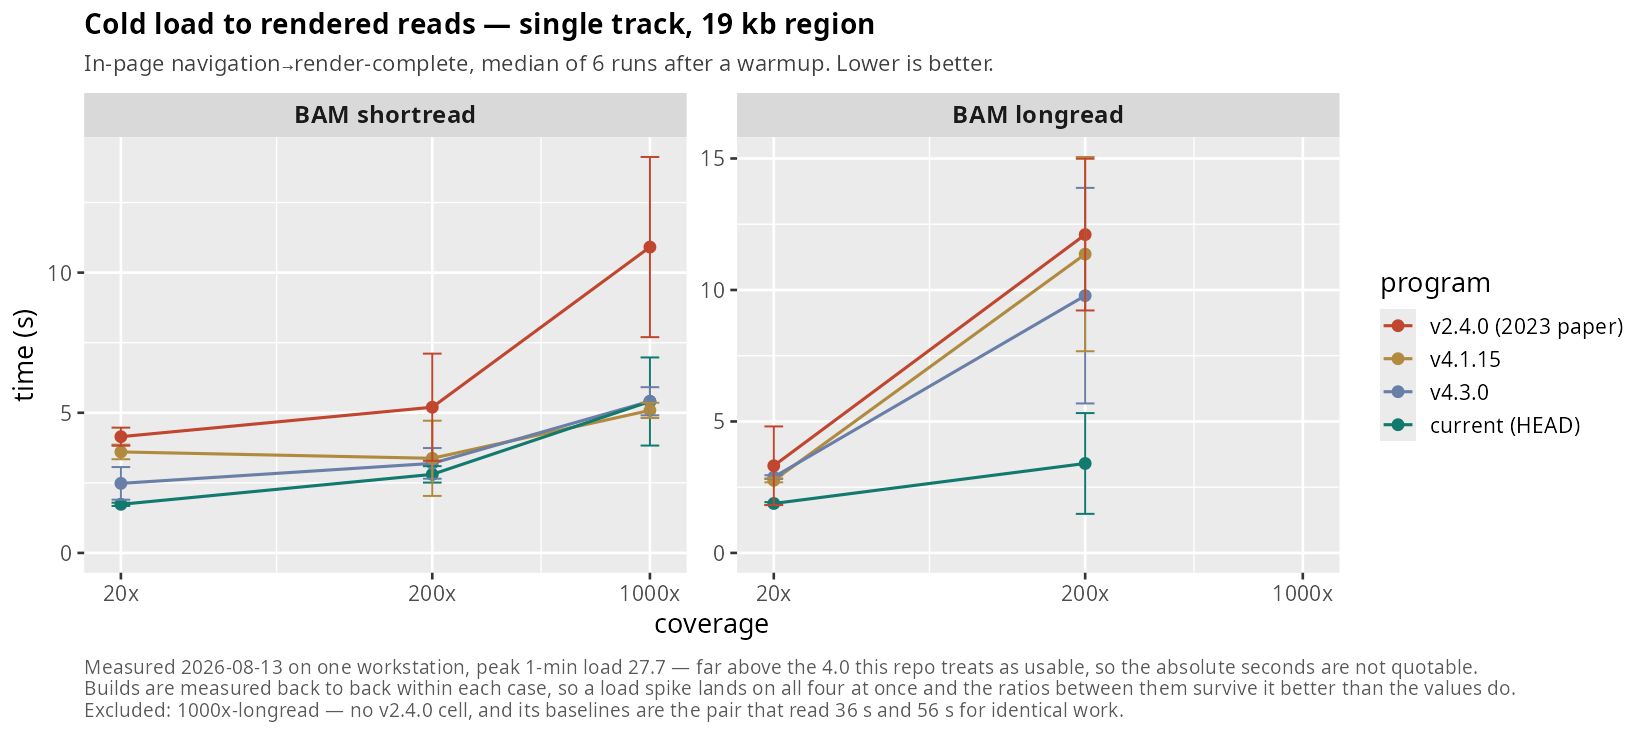 Cold load to rendered reads — single track, 19 kb region
In-page navigation→render-complete, median of 6 runs after a warmup. Lower is better.
BAM shortread
BAM longread
time (s)
10
5
0
15
10
5
0
20x
200x
1000x
20x
200x
1000x
coverage
program
v2.4.0 (2023 paper)
v4.1.15
v4.3.0
current (HEAD)
Measured 2026-08-13 on one workstation, peak 1-min load 27.7 — far above the 4.0 this repo treats as usable, so the absolute seconds are not quotable.
Builds are measured back to back within each case, so a load spike lands on all four at once and the ratios between them survive it better than the values do.
Excluded: 1000x-longread — no v2.4.0 cell, and its baselines are the pair that read 36 s and 56 s for identical work.